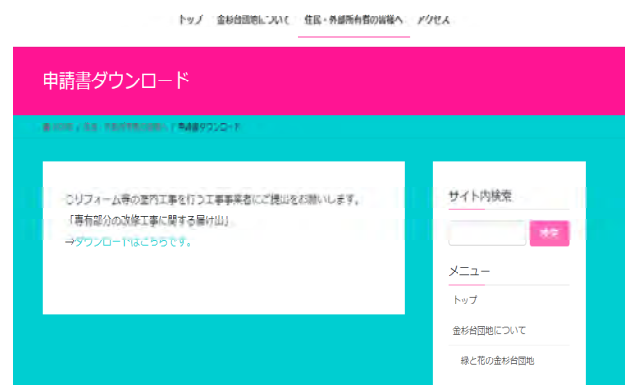 トップ 金杉台団地について 住民・外部所有者の皆様へ アクセス
申請書ダウンロード
申請書ダウンロード
〇リフォーム等の室内工事を行う工事事業者にご提出をお願いします。
「専有部分の改修工事に関する届け出」
⇒ダウンロードはこちらです。
サイト内検索
検索
メニュー
トップ
金杉台団地について
緑と花の金杉台団地